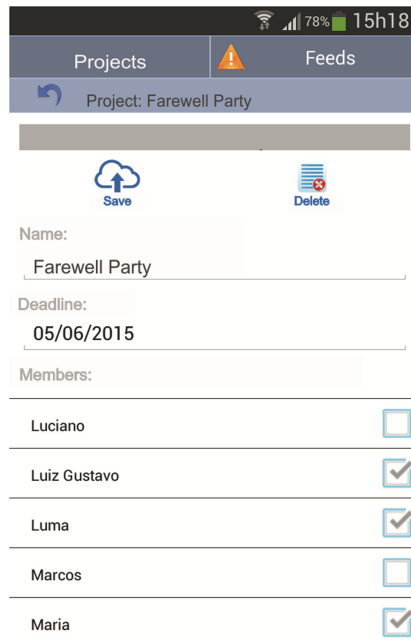 78% 15h18
Projects Feeds
Project: Farewell Party
Save Delete
Name:
Farewell Party
Deadline:
05/06/2015
Members:
Luciano
Luiz Gustavo
Luma
Marcos
Maria